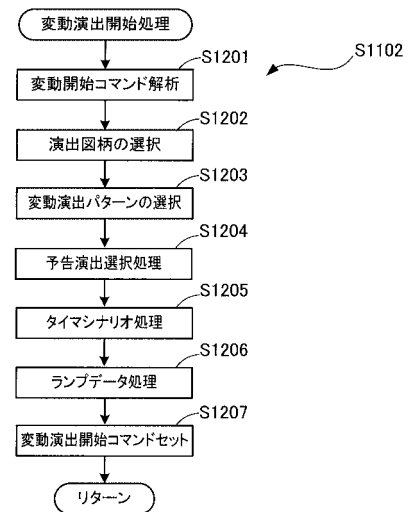 変動演出開始処理
S1102
S1201
変動開始コマンド解析
S1202
演出図柄の選択
S1203
変動演出パターンの選択
S1204
予告演出選択処理
S1205
タイマシナリオ処理
S1206
ランプデータ処理
S1207
変動演出開始コマンドセット
リターン